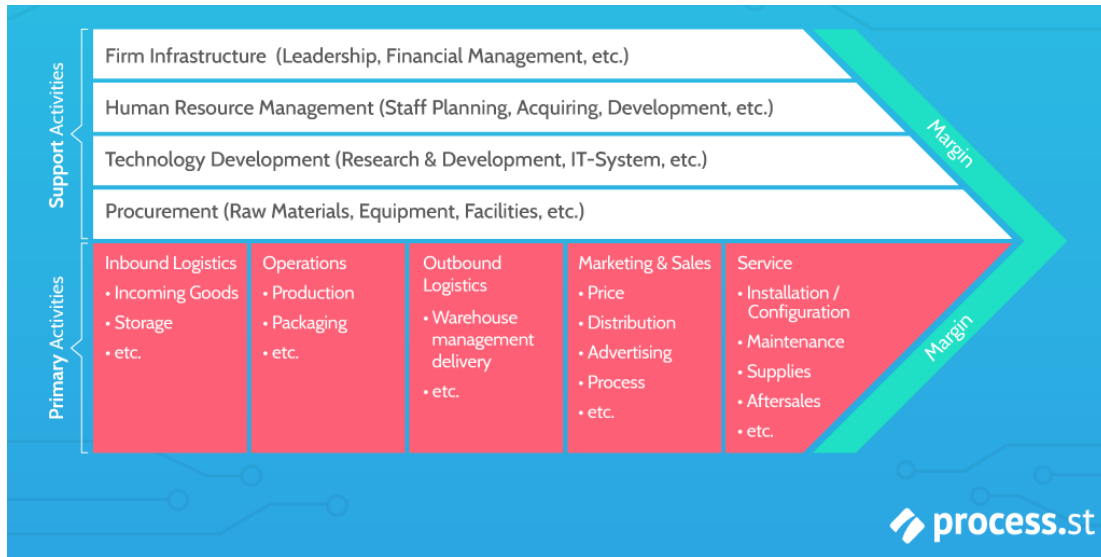 Support Activities
Firm Infrastructure (Leadership, Financial Management, etc.)
Human Resource Management (Staff Planning, Acquiring, Development, etc.)
Technology Development (Research & Development, IT-System, etc.)
Procurement (Raw Materials, Equipment, Facilities, etc.)
Margin
Primary Activities
Inbound Logistics
• Incoming Goods
• Storage
• etc.
Operations
• Production
• Packaging
• etc.
Outbound
Logistics
• Warehouse
management
delivery
• etc.
Marketing & Sales
• Price
• Distribution
• Advertising
• Process
• etc.
Service
• Installation /
Configuration
• Maintenance
• Supplies
• Aftersales
• etc.
Margin
process.st